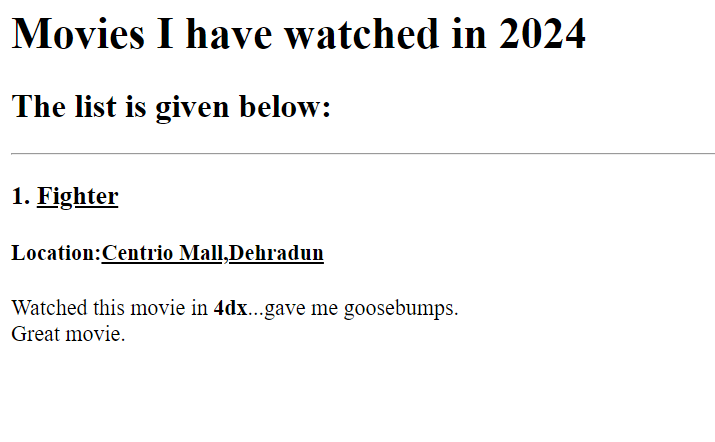 Movies I have watched in 2024
The list is given below:
1. Fighter
Location:Centrio Mall,Dehradun
Watched this movie in 4dx...gave me goosebumps.
Great movie.